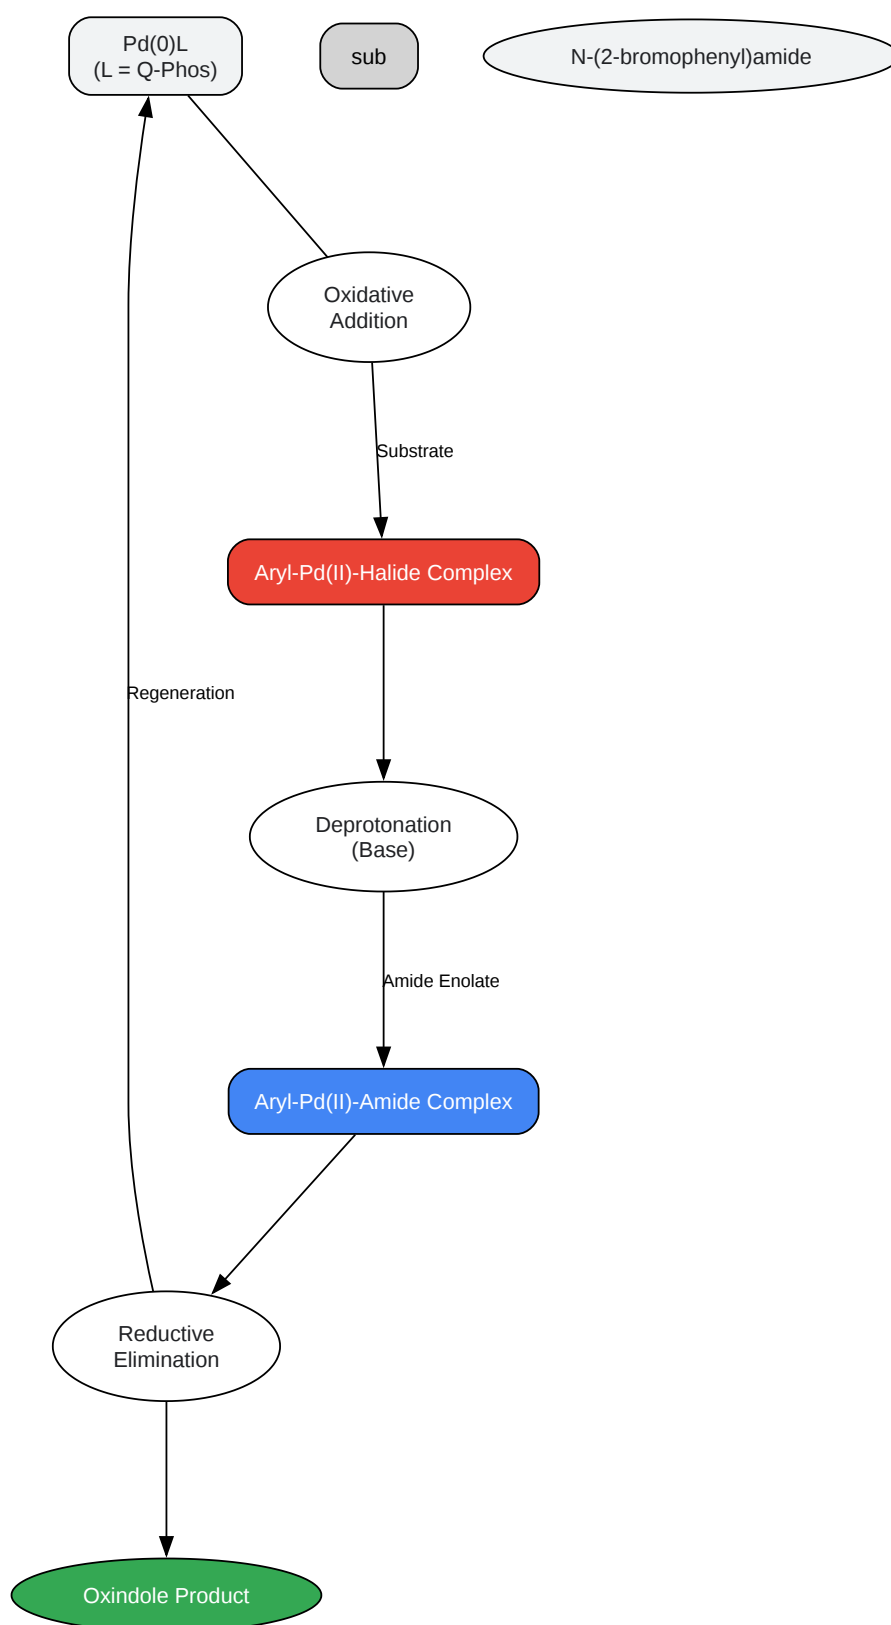 Pd(0)L
(L = Q-Phos)
sub
N-(2-bromophenyl)amide
Oxidative
Addition
Substrate
Aryl-Pd(II)-Halide Complex
Regeneration
Deprotonation
(Base)
Amide Enolate
Aryl-Pd(II)-Amide Complex
Reductive
Elimination
Oxindole Product